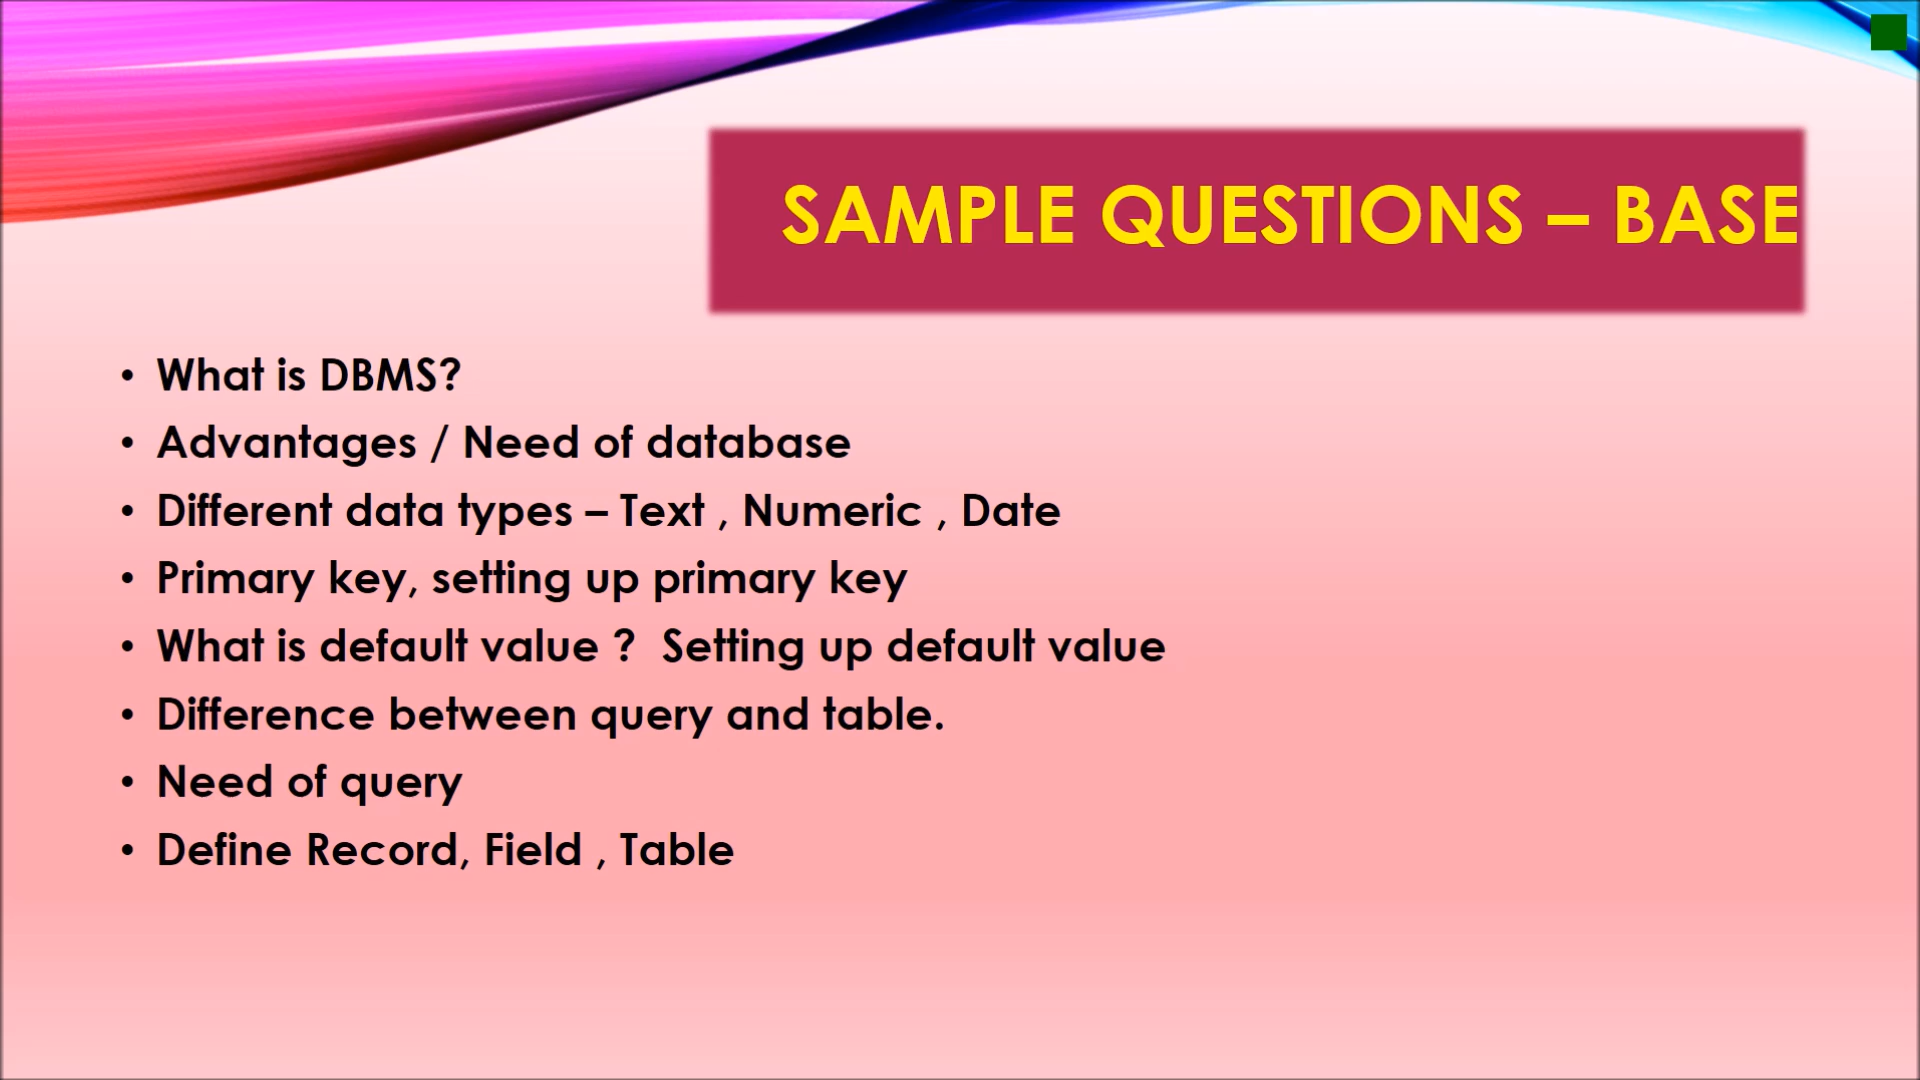 SAMPLE QUESTIONS – BASE
• What is DBMS?
• Advantages / Need of database
• Different data types – Text , Numeric , Date
• Primary key, setting up primary key
• What is default value ?  Setting up default value
• Difference between query and table.
• Need of query
• Define Record, Field , Table